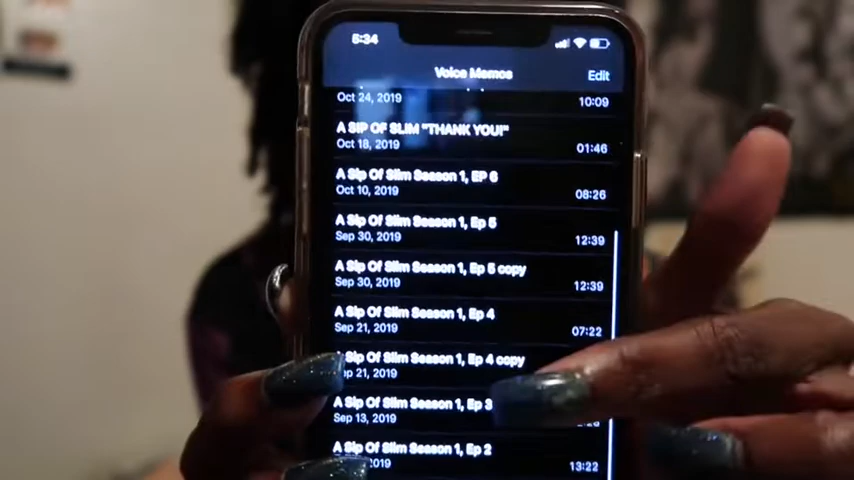 5:34
Voice Memos
Edit
Oct 24, 2019 10:09
A SIP OF SLIM "THANK YOU!"
Oct 18, 2019 01:46
A Sip Of Slim Season 1, EP 6
Oct 10, 2019 08:26
A Sip Of Slim Season 1, Ep 5
Sep 30, 2019 12:39
A Sip Of Slim Season 1, Ep 5 copy
Sep 30, 2019 12:39
A Sip Of Slim Season 1, Ep 4
Sep 21, 2019 07:22
Sip Of Slim Season 1, Ep 4 copy
21, 2019
A Sip Of Slim Season 1, Ep 3
Sep 13, 2019
A Sip Of Slim Season 1, Ep 2
2019 13:22